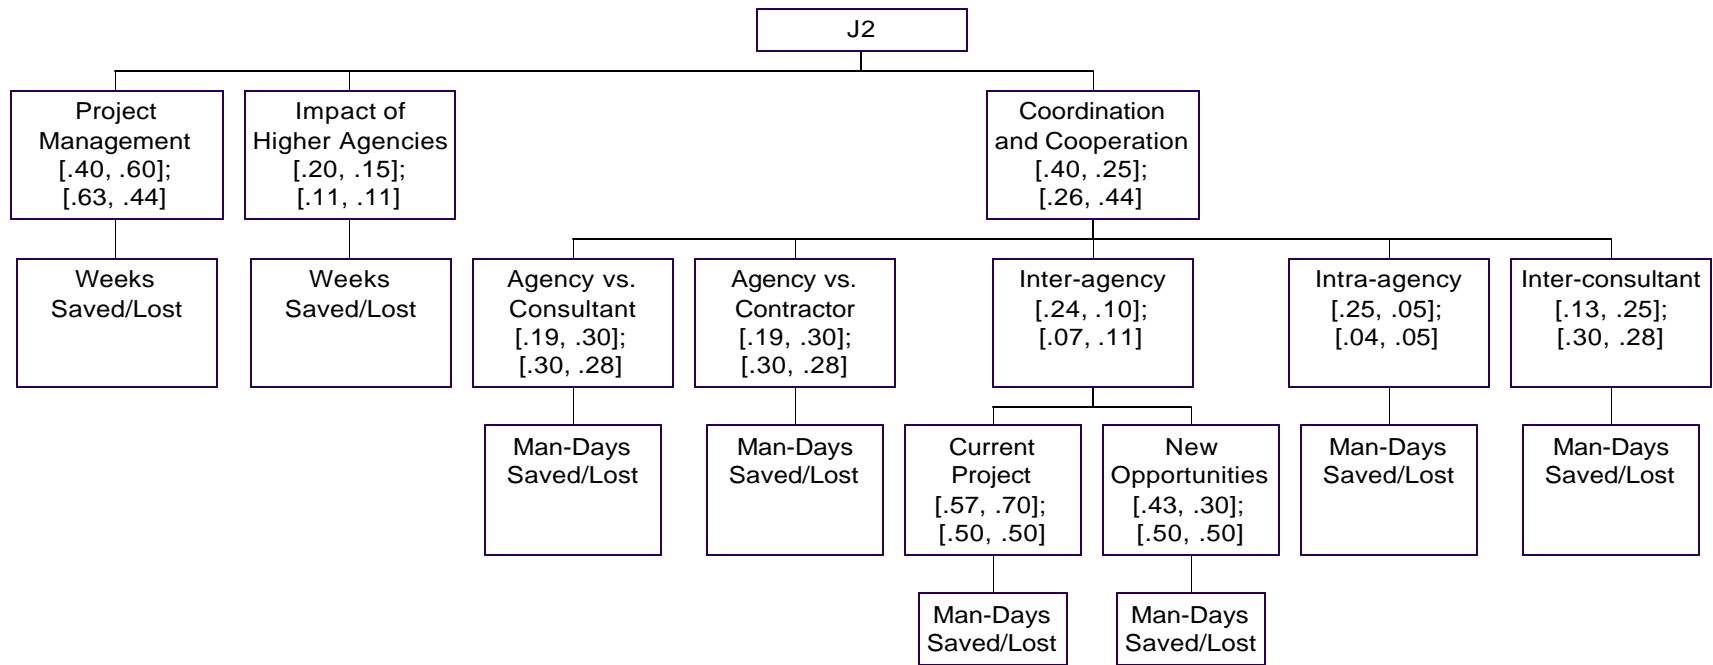 J2
Project
Management
[.40, .60];
[.63, .44]
Impact of
Higher Agencies
[.20, .15];
[.11, .11]
Coordination
and Cooperation
[.40, .25];
[.26, .44]
Weeks
Saved/Lost
Weeks
Saved/Lost
Agency vs.
Consultant
[.19, .30];
[.30, .28]
Agency vs.
Contractor
[.19, .30];
[.30, .28]
Inter-agency
[.24, .10];
[.07, .11]
Intra-agency
[.25, .05];
[.04, .05]
Inter-consultant
[.13, .25];
[.30, .28]
Man-Days
Saved/Lost
Man-Days
Saved/Lost
Current
Project
[.57, .70];
[.50, .50]
New
Opportunities
[.43, .30];
[.50, .50]
Man-Days
Saved/Lost
Man-Days
Saved/Lost
Man-Days
Saved/Lost
Man-Days
Saved/Lost